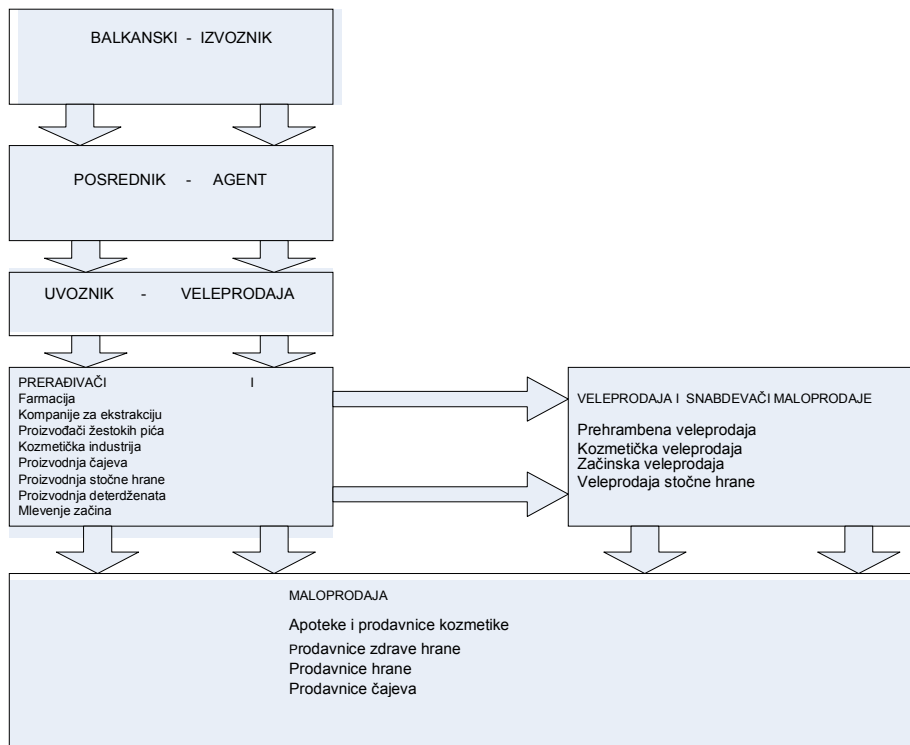 BALKANSKI - IZVOZNIK
POSREDNIK - AGENT
UVOZNIK - VELEPRODAJA
PRERAĐIVAČI I
Farmacija
Kompanije za ekstrakciju
Proizvođači žestokih pića
Kozmetička industrija
Proizvodnja čajeva
Proizvodnja stočne hrane
Proizvodnja deterdženata
Mlevenje začina
VELEPRODAJA I SNABDEVAČI MALOPRODAJE
Prehrambena veleprodaja
Kozmetička veleprodaja
Začinska veleprodaja
Veleprodaja stočne hrane
MALOPRODAJA
Apoteke i prodavnice kozmetike
Prodavnice zdrave hrane
Prodavnice hrane
Prodavnice čajeva